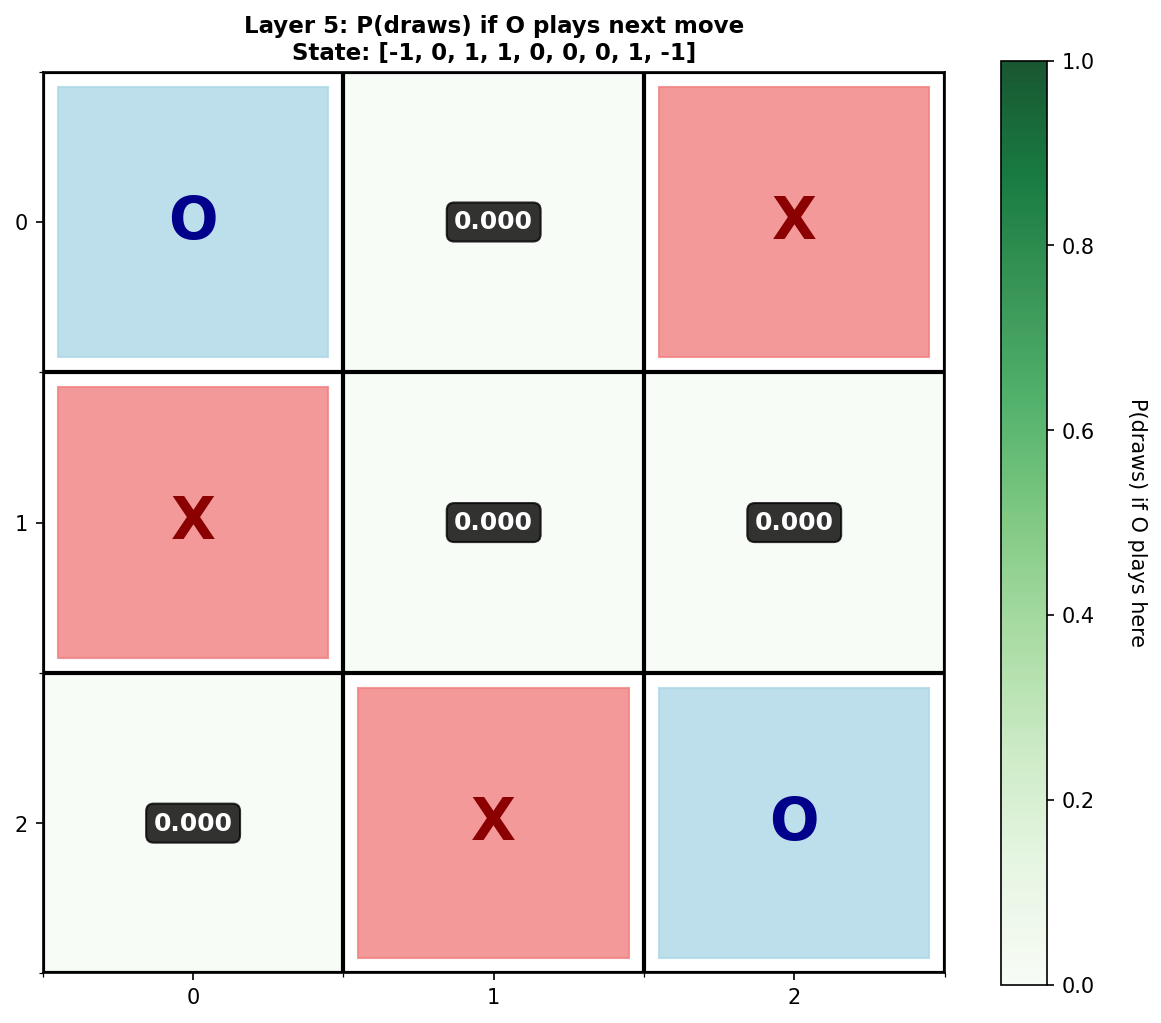 Layer 5: P(draws) if O plays next move
State: [-1, 0, 1, 1, 0, 0, 0, 1, -1]
O
0.000
X
X
0.000
0.000
0.000
X
O
0
1
2
0
1
2
1.0
0.8
0.6
0.4
0.2
0.0
P(draws) if O plays here